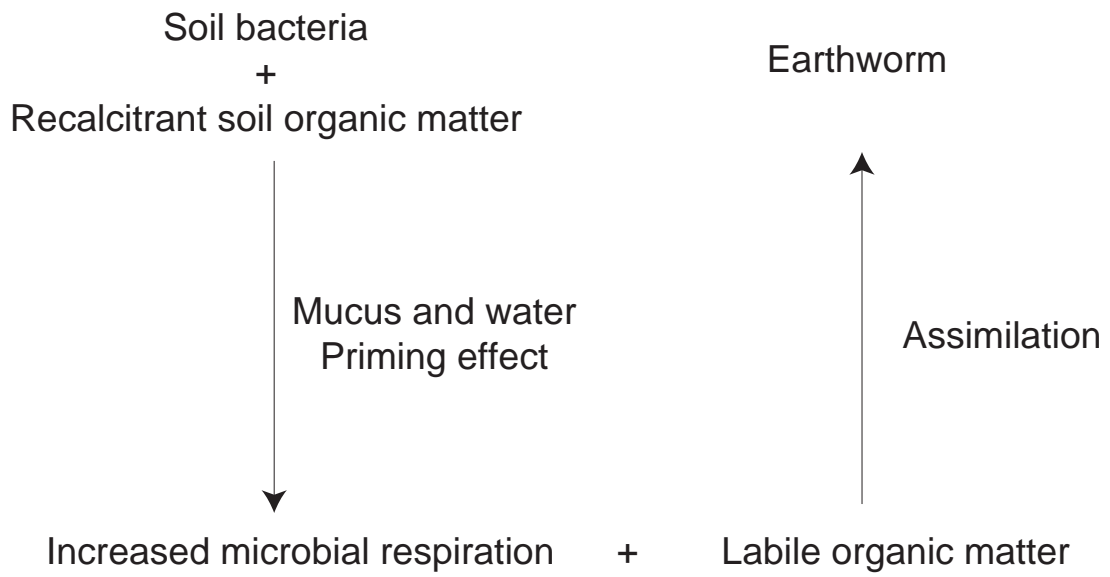 Soil bacteria
+
Recalcitrant soil organic matter
Earthworm
Mucus and water
Priming effect
Assimilation
Increased microbial respiration + Labile organic matter